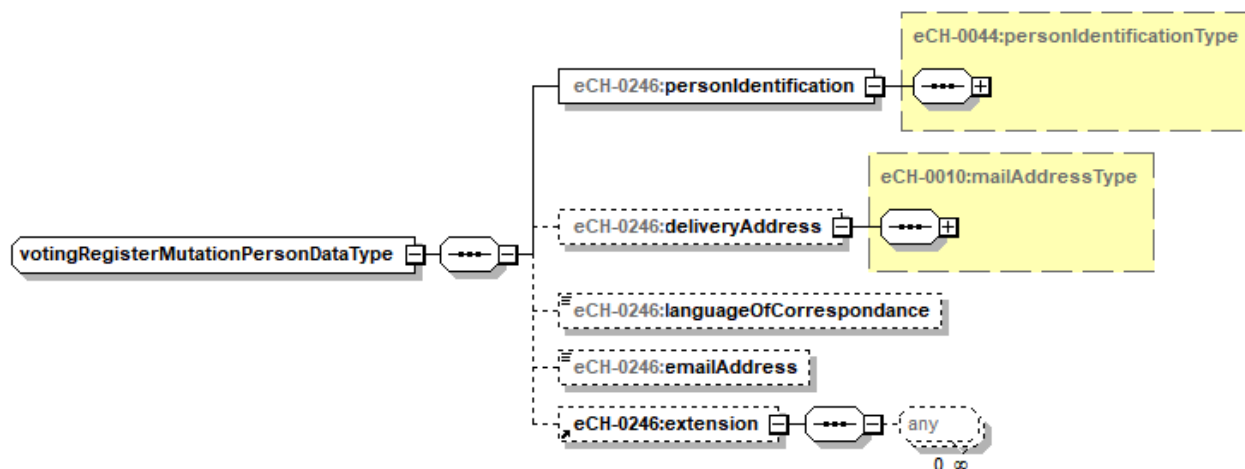 eCH-0044:personIdentificationType
eCH-0246:personIdentification
eCH-0010:mailAddressType
eCH-0246:deliveryAddress
votingRegisterMutationPersonDataType
eCH-0246:languageOfCorrespondance
eCH-0246:emailAddress
eCH-0246:extension
any
0..∞